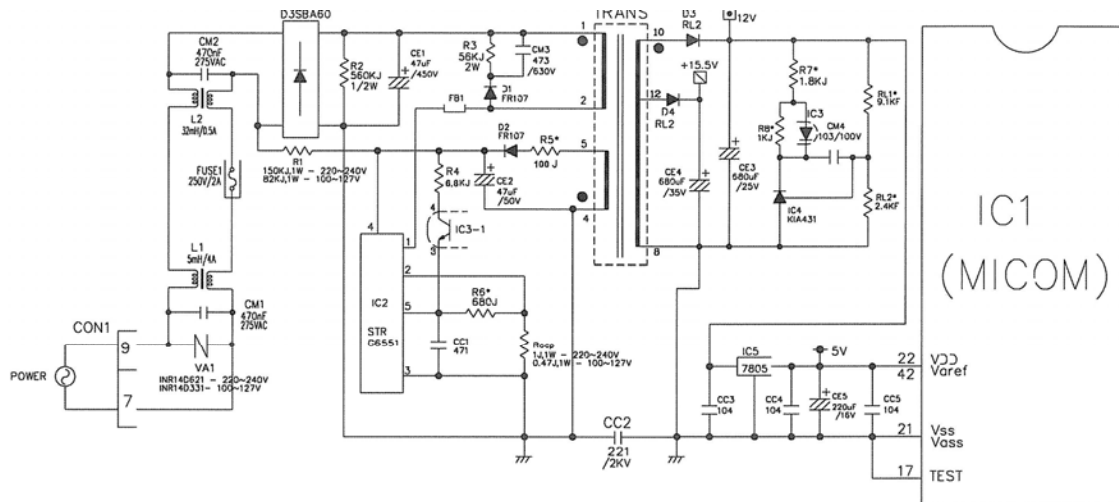 D3SBA60
TRANS
D3
RL2
12V
CM2
470nF
275VAC
L2
32mH/0.5A
FUSE1
250V/2A
L1
5mH/4A
CM1
470nF
275VAC
CON1
9
7
POWER
VA1
INR14D621 - 220~240V
INR14D331- 100~127V
R2
560KJ
1/2W
CE1
47uF
/450V
R3
56KJ
2W
CM3
473
/630V
D1
FR107
FB1
1
2
5
4
10
12
8
D2
FR107
R5*
100 J
R1
150KJ,1W - 220~240V
82KJ,1W - 100~127V
R4
6,8KJ
CE2
47uF
/50V
4
IC3-1
3
4
1
2
5
3
IC2
STR
G6551
R6*
680J
CC1
471
Rocp
1J,1W - 220~240V
0.47J,1W - 100~127V
+15.5V
D4
RL2
CE4
680uF
/35V
CE3
680uF
/25V
R7*
1.8KJ
R8*
1KJ
IC3
CM4
/103/100V
RL1*
9.1KF
RL2*
2.4KF
IC4
KIA431
CC2
221
/2KV
IC5
7805
5V
CC3
104
CC4
104
CE5
220uF
/16V
CC5
104
IC1
(MICOM)
22
VDD
42
Varef
21
Vss
Vass
17
TEST